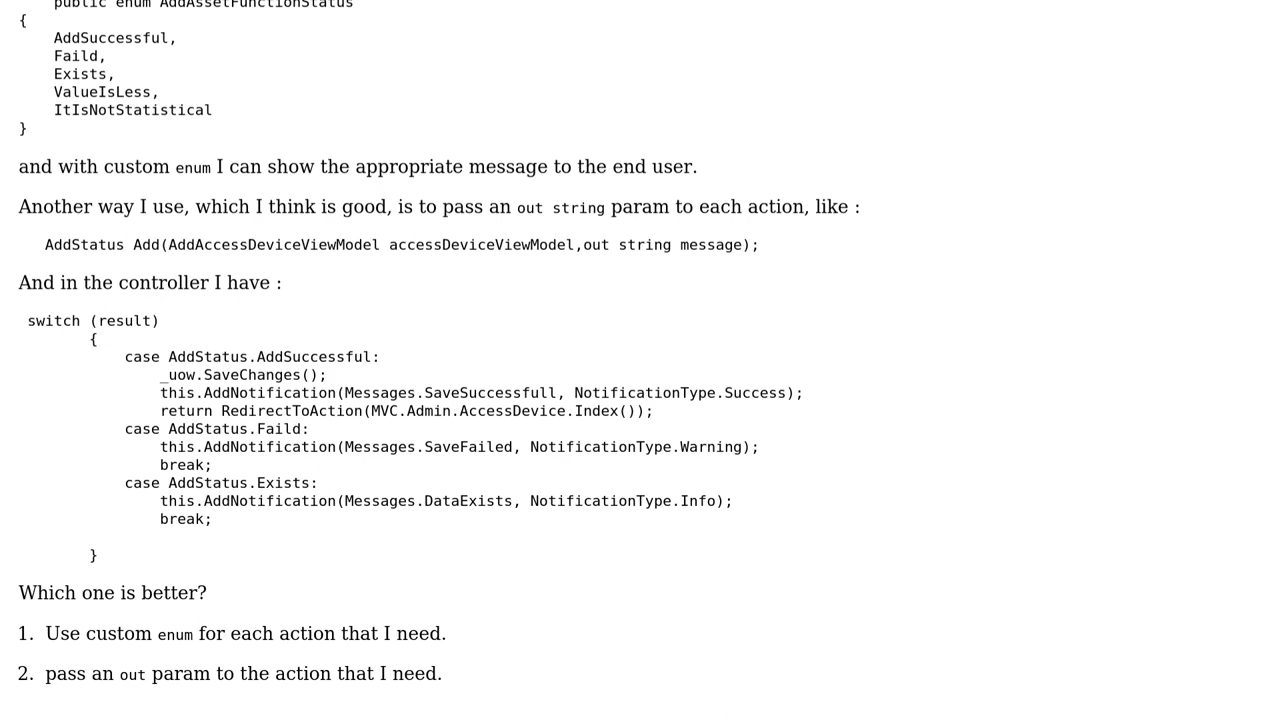 public enum AddAssetFunctionStatus
{
AddSuccessful,
Faild,
Exists,
ValueIsLess,
ItIsNotStatistical
}
and with custom enum I can show the appropriate message to the end user.
Another way I use, which I think is good, is to pass an out string param to each action, like :
AddStatus Add(AddAccessDeviceViewModel accessDeviceViewModel,out string message);
And in the controller I have :
switch (result)
{
case AddStatus.AddSuccessful:
_uow.SaveChanges();
this.AddNotification(Messages.SaveSuccessfull, NotificationType.Success);
return RedirectToAction(MVC.Admin.AccessDevice.Index());
case AddStatus.Faild:
this.AddNotification(Messages.SaveFailed, NotificationType.Warning);
break;
case AddStatus.Exists:
this.AddNotification(Messages.DataExists, NotificationType.Info);
break;
}
Which one is better?
1. Use custom enum for each action that I need.
2. pass an out param to the action that I need.